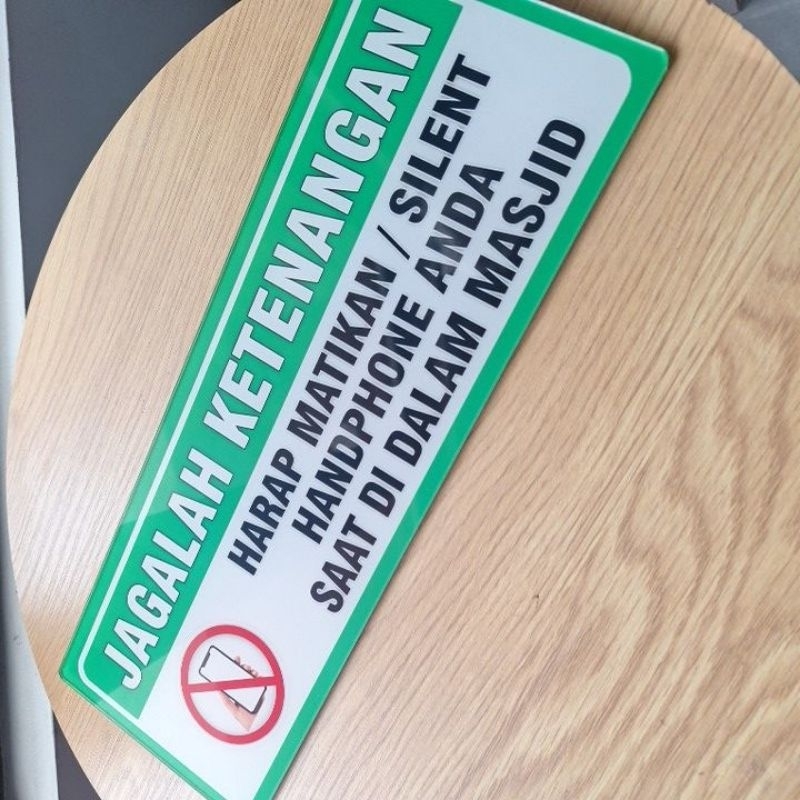 JAGALAH KETENANGAN
HARAP MATIKAN / SILENT
HANDPHONE ANDA
SAAT DI DALAM MASJID